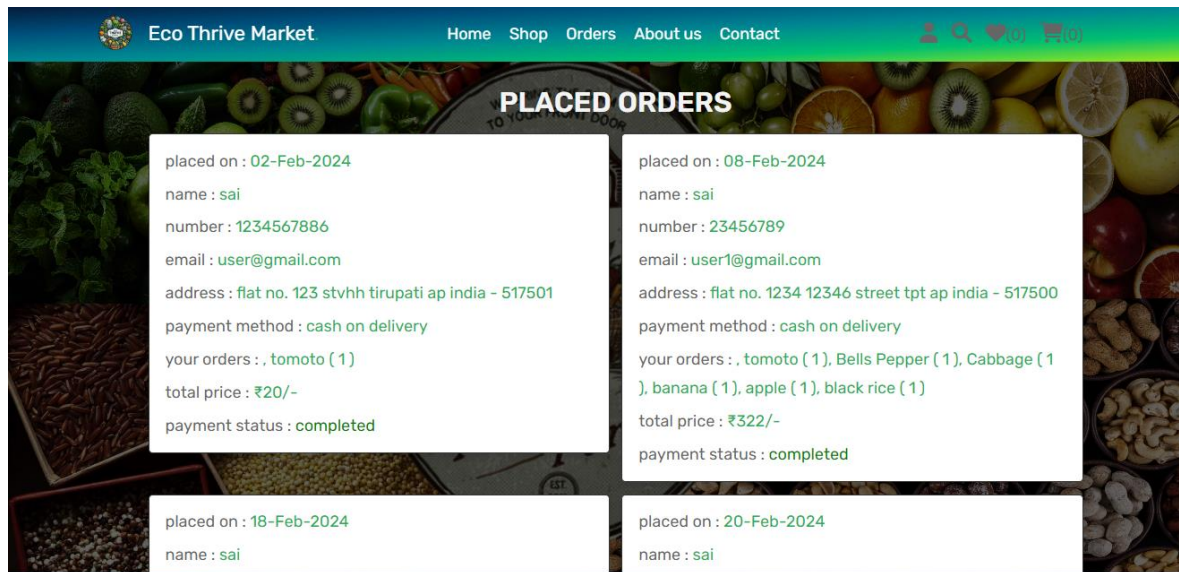 Eco Thrive Market
Home Shop Orders About us Contact
(0) (0)
PLACED ORDERS
TO YOUR FRONT DOOR
placed on : 02-Feb-2024
name : sai
number : 1234567886
email : user@gmail.com
address : flat no. 123 stvhh tirupati ap india - 517501
payment method : cash on delivery
your orders : , tomoto ( 1 )
total price : ₹20/-
payment status : completed
placed on : 08-Feb-2024
name : sai
number : 23456789
email : user1@gmail.com
address : flat no. 1234 12346 street tpt ap india - 517500
payment method : cash on delivery
your orders : , tomoto ( 1 ), Bells Pepper ( 1 ), Cabbage ( 1
), banana ( 1 ), apple ( 1 ), black rice ( 1 )
total price : ₹322/-
payment status : completed
EST.
placed on : 18-Feb-2024
name : sai
placed on : 20-Feb-2024
name : sai